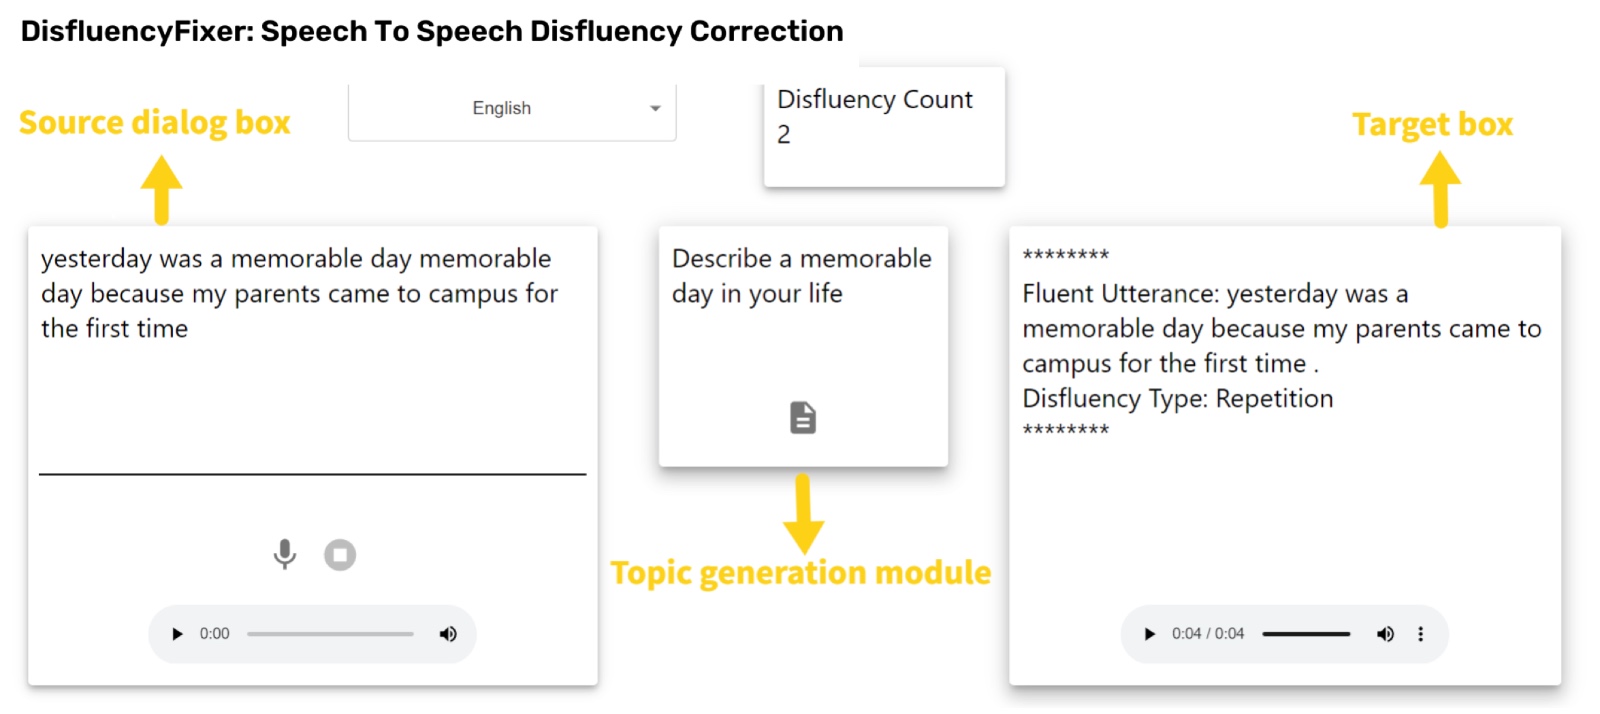 DisfluencyFixer: Speech To Speech Disfluency Correction
Source dialog box
English
Disfluency Count
2
Target box
yesterday was a memorable day memorable
day because my parents came to campus for
the first time
0:00
Describe a memorable
day in your life
Topic generation module
********
Fluent Utterance: yesterday was a
memorable day because my parents came to
campus for the first time .
Disfluency Type: Repetition
********
0:04 / 0:04